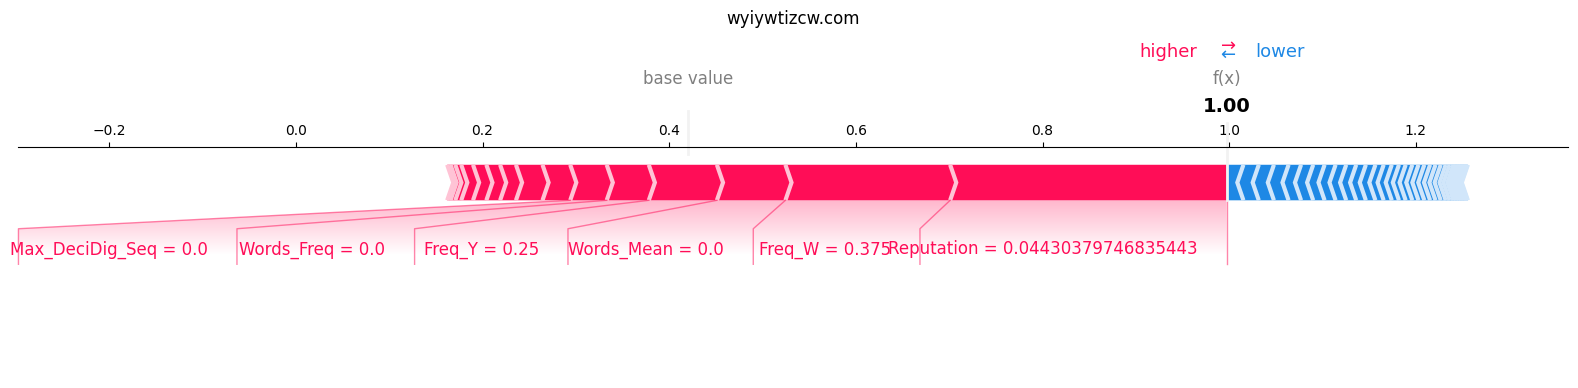 wyiywtizcw.com
higher ⇄ lower
base value f(x)
1.00
−0.2 0.0 0.2 0.4 0.6 0.8 1.0 1.2
Max_DeciDig_Seq = 0.0 Words_Freq = 0.0 Freq_Y = 0.25 Words_Mean = 0.0 Freq_W = 0.375 Reputation = 0.04430379746835443